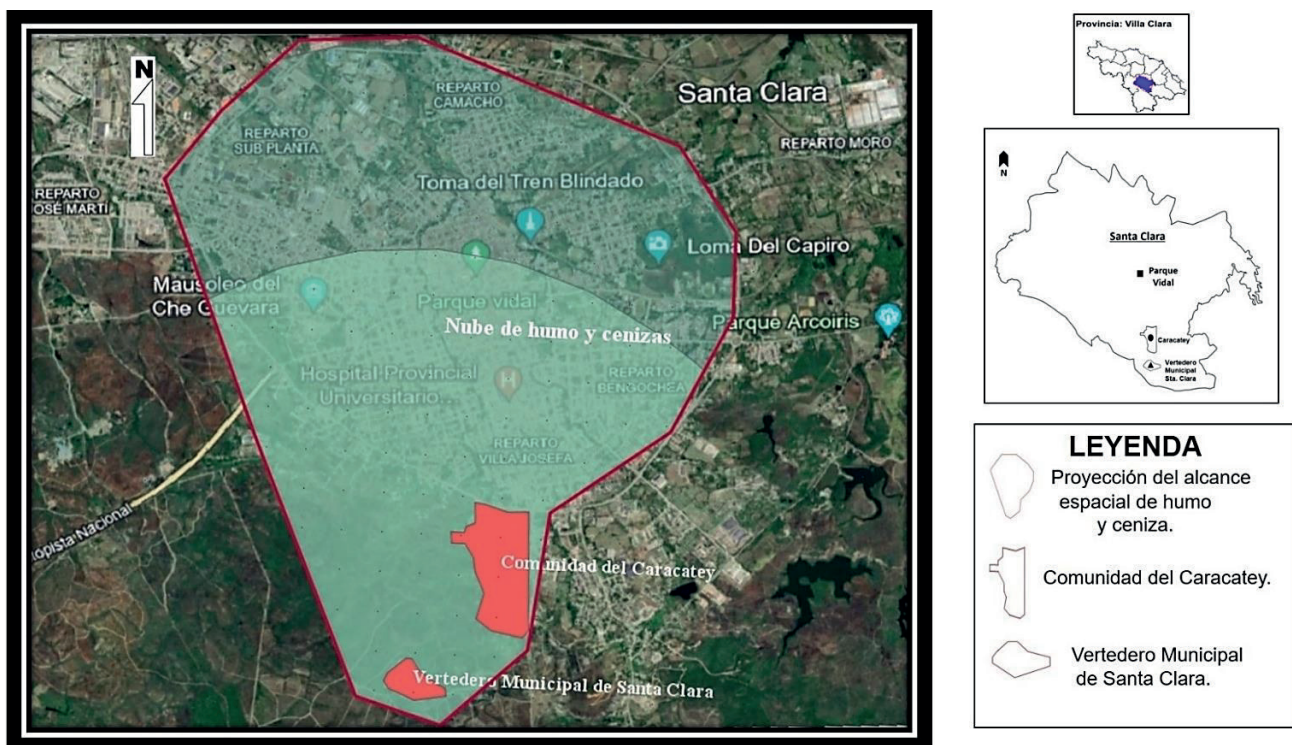 N
Santa Clara
REPARTO
CAMACHO
REPARTO
SUB PLANTA
REPARTO MORO
REPARTO
JOSÉ MARTÍ
Toma del Tren Blindado
Loma Del Capiro
Mausoleo del
Che Guevara
Parque vidal
Nube de humo y cenizas
Parque Arcoiris
Hospital Provincial
Universitario...
REPARTO
BENGOCHEA
REPARTO
VILLA JOSEFA
opista Nacional
Comunidad del Caracatey
Vertedero Municipal de Santa Clara
Provincia: Villa Clara
N
Santa Clara
Parque
Vidal
Caracatey
Vertedero
Municipal
Sta. Clara
LEYENDA
Proyección del alcance
espacial de humo
y ceniza.
Comunidad del Caracatey.
Vertedero Municipal
de Santa Clara.